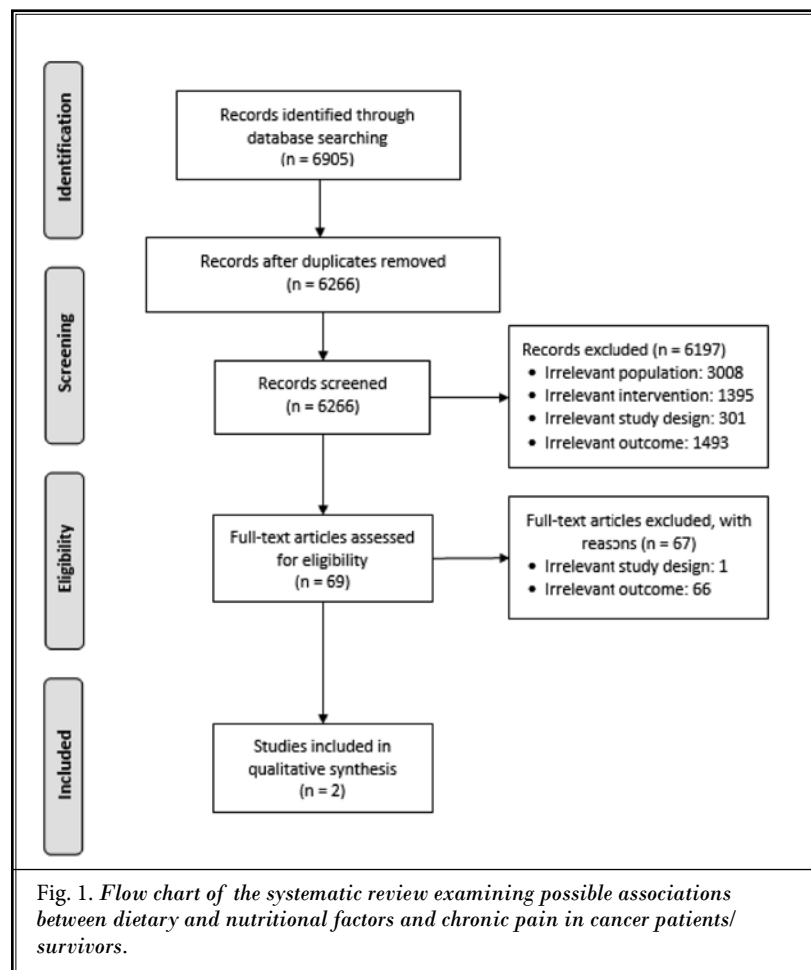 Identification
Records identified through
database searching
(n = 6905)
Records after duplicates removed
(n = 6266)
Screening
Records screened
(n = 6266)
Records excluded (n = 6197)
• Irrelevant population: 3008
• Irrelevant intervention: 1395
• Irrelevant study design: 301
• Irrelevant outcome: 1493
Eligibility
Full-text articles assessed
for eligibility
(n = 69)
Full-text articles excluded, with
reasons (n = 67)
• Irrelevant study design: 1
• Irrelevant outcome: 66
Included
Studies included in
qualitative synthesis
(n = 2)
Fig. 1. Flow chart of the systematic review examining possible associations
between dietary and nutritional factors and chronic pain in cancer patients/
survivors.